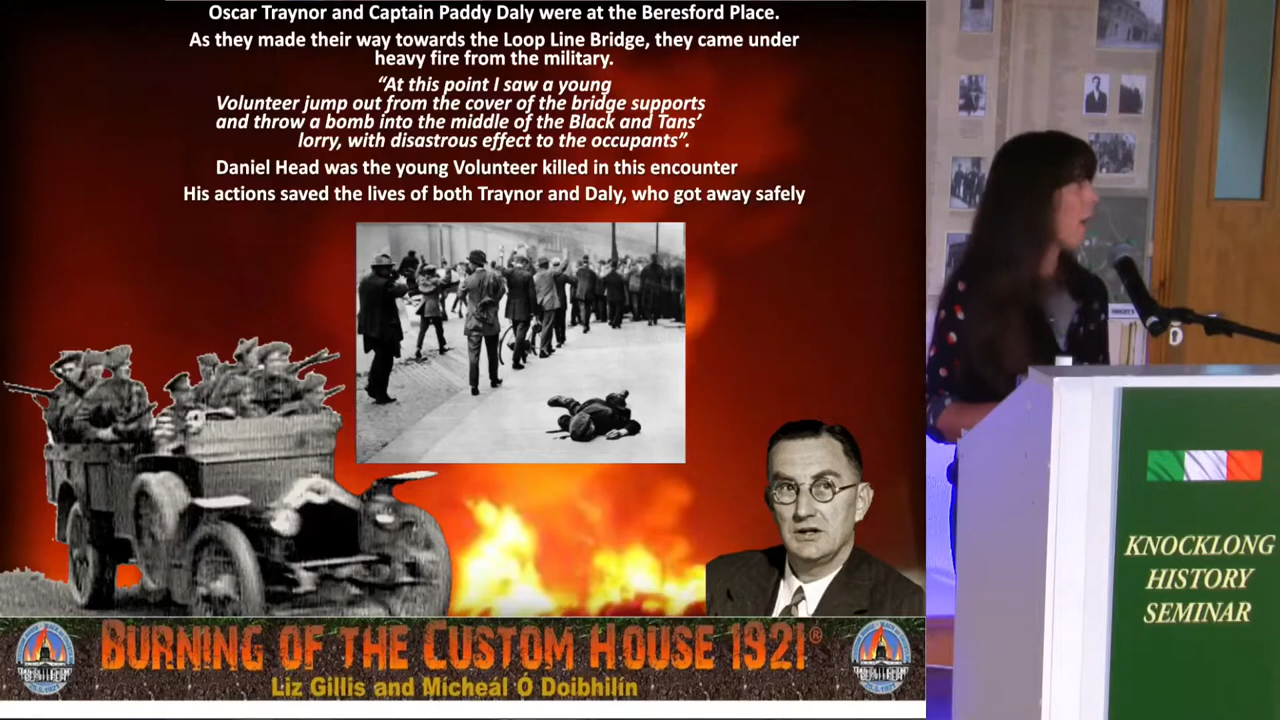 Oscar Traynor and Captain Paddy Daly were at the Beresford Place.
As they made their way towards the Loop Line Bridge, they came under
heavy fire from the military.
“At this point I saw a young
Volunteer jump out from the cover of the bridge supports
and throw a bomb into the middle of the Black and Tans’
lorry, with disastrous effect to the occupants”.
Daniel Head was the young Volunteer killed in this encounter
His actions saved the lives of both Traynor and Daly, who got away safely
BURNING OF THE CUSTOM HOUSE 1921®
Liz Gillis and Mícheál Ó Doibhilín
KNOCKLONG
HISTORY
SEMINAR